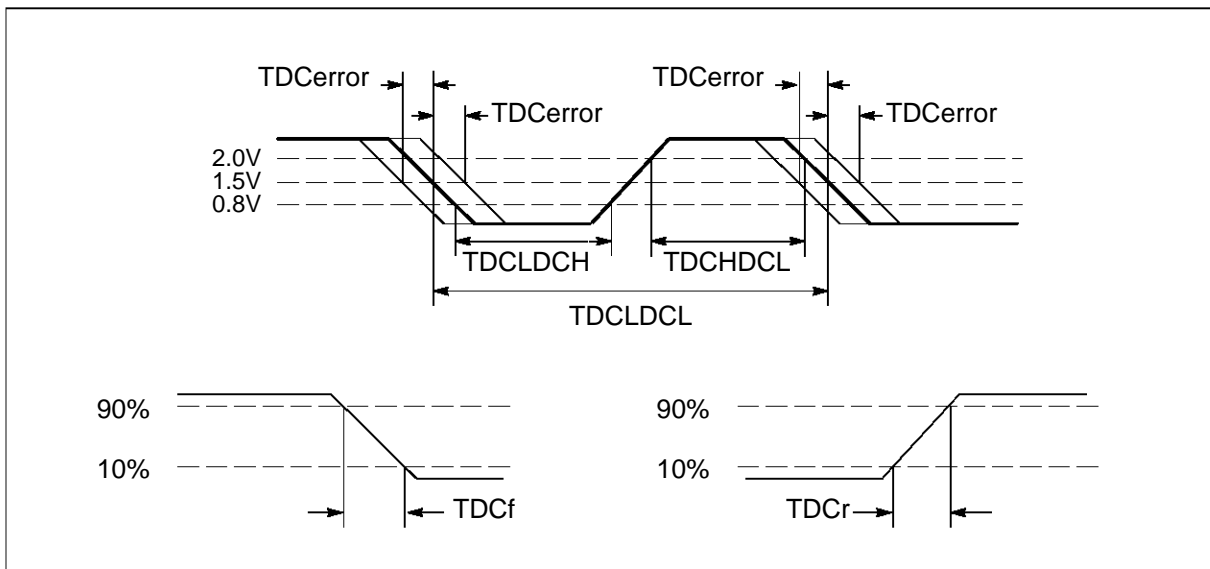 TDCerror
TDCerror
TDCerror
TDCerror
2.0V
1.5V
0.8V
TDCLDCH
TDCHDCL
TDCLDCL
90%
10%
TDCf
90%
10%
TDCr